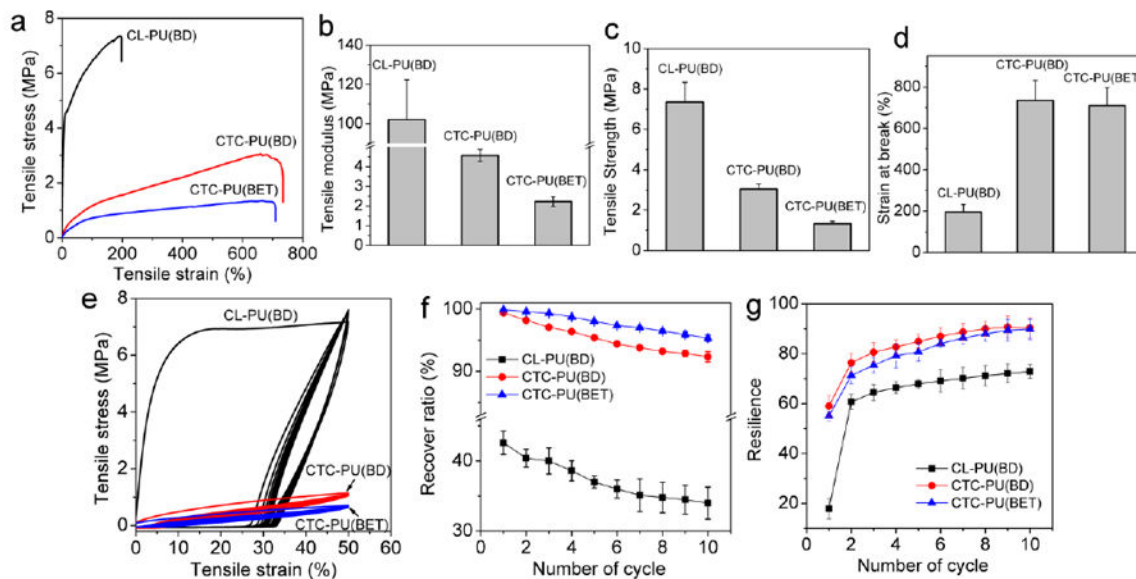 a
Tensile stress (MPa)
8
6
4
2
0
CL-PU(BD)
CTC-PU(BD)
CTC-PU(BET)
0 200 400 600 800
Tensile strain (%)
b
Tensile modulus (MPa)
140
120
100
4
2
0
CL-PU(BD)
CTC-PU(BD)
CTC-PU(BET)
c
Tensile Strength (MPa)
10
8
6
4
2
0
CL-PU(BD)
CTC-PU(BD)
CTC-PU(BET)
d
Strain at break (%)
800
600
400
200
0
CL-PU(BD)
CTC-PU(BD)
CTC-PU(BET)
e
Tensile stress (MPa)
8
6
4
2
0
CL-PU(BD)
CTC-PU(BD)
CTC-PU(BET)
0 10 20 30 40 50 60
Tensile strain (%)
f
Recover ratio (%)
100
90
40
30
CL-PU(BD)
CTC-PU(BD)
CTC-PU(BET)
0 2 4 6 8 10
Number of cycle
g
Resilience
100
80
60
40
20
CL-PU(BD)
CTC-PU(BD)
CTC-PU(BET)
0 2 4 6 8 10
Number of cycle